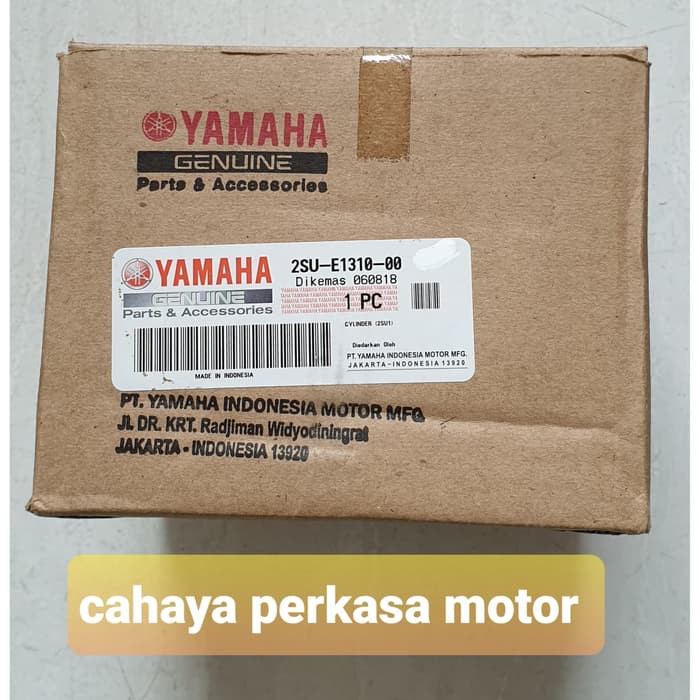 YAMAHA
GENUINE
Parts & Accessories
YAMAHA
GENUINE
Parts & Accessories
2SU-E1310-00
Dikemas 060818
1 PC
CYLINDER (2SU1)
Diedarkan Oleh
PT. YAMAHA INDONESIA MOTOR MFG.
JAKARTA-INDONESIA 13920
MADE IN INDONESIA
PT. YAMAHA INDONESIA MOTOR MFG
Jl. DR. KRT. Radjiman Widyodiningrat
JAKARTA - INDONESIA 13920
cahaya perkasa motor